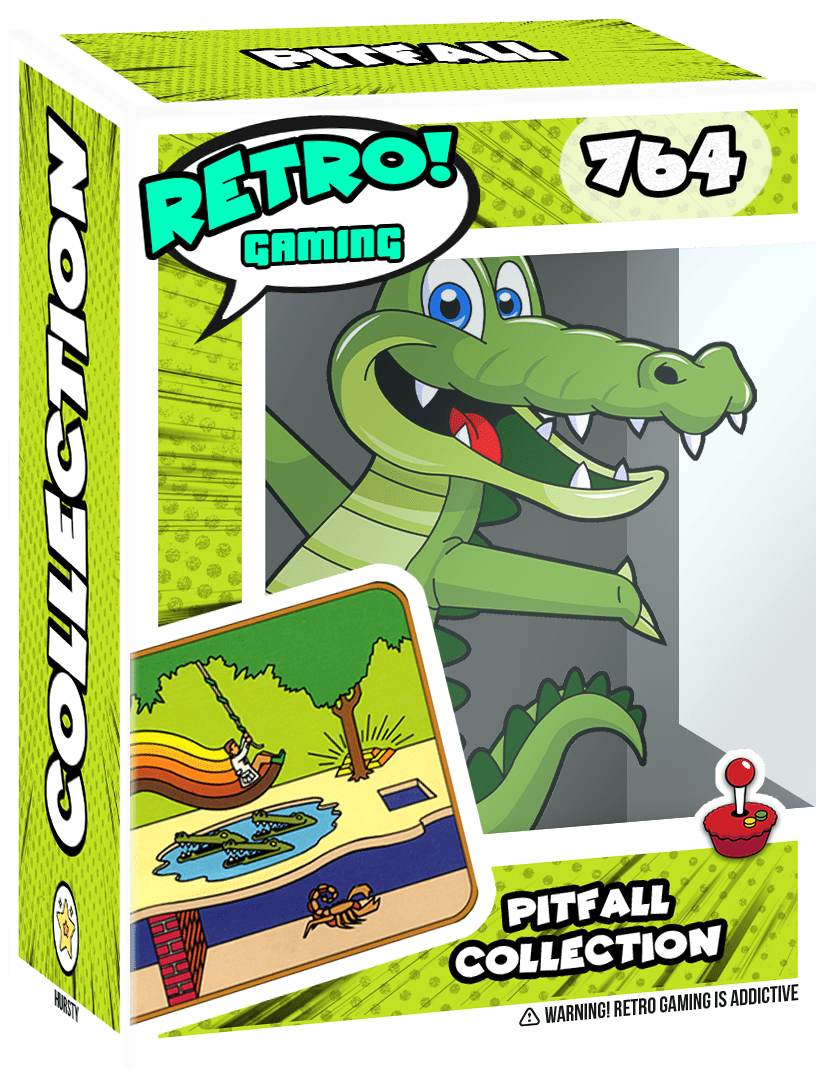 PITFALL
RETRO!
GAMING
764
COLLECTION
PITFALL
COLLECTION
HURSTY
WARNING! RETRO GAMING IS ADDICTIVE